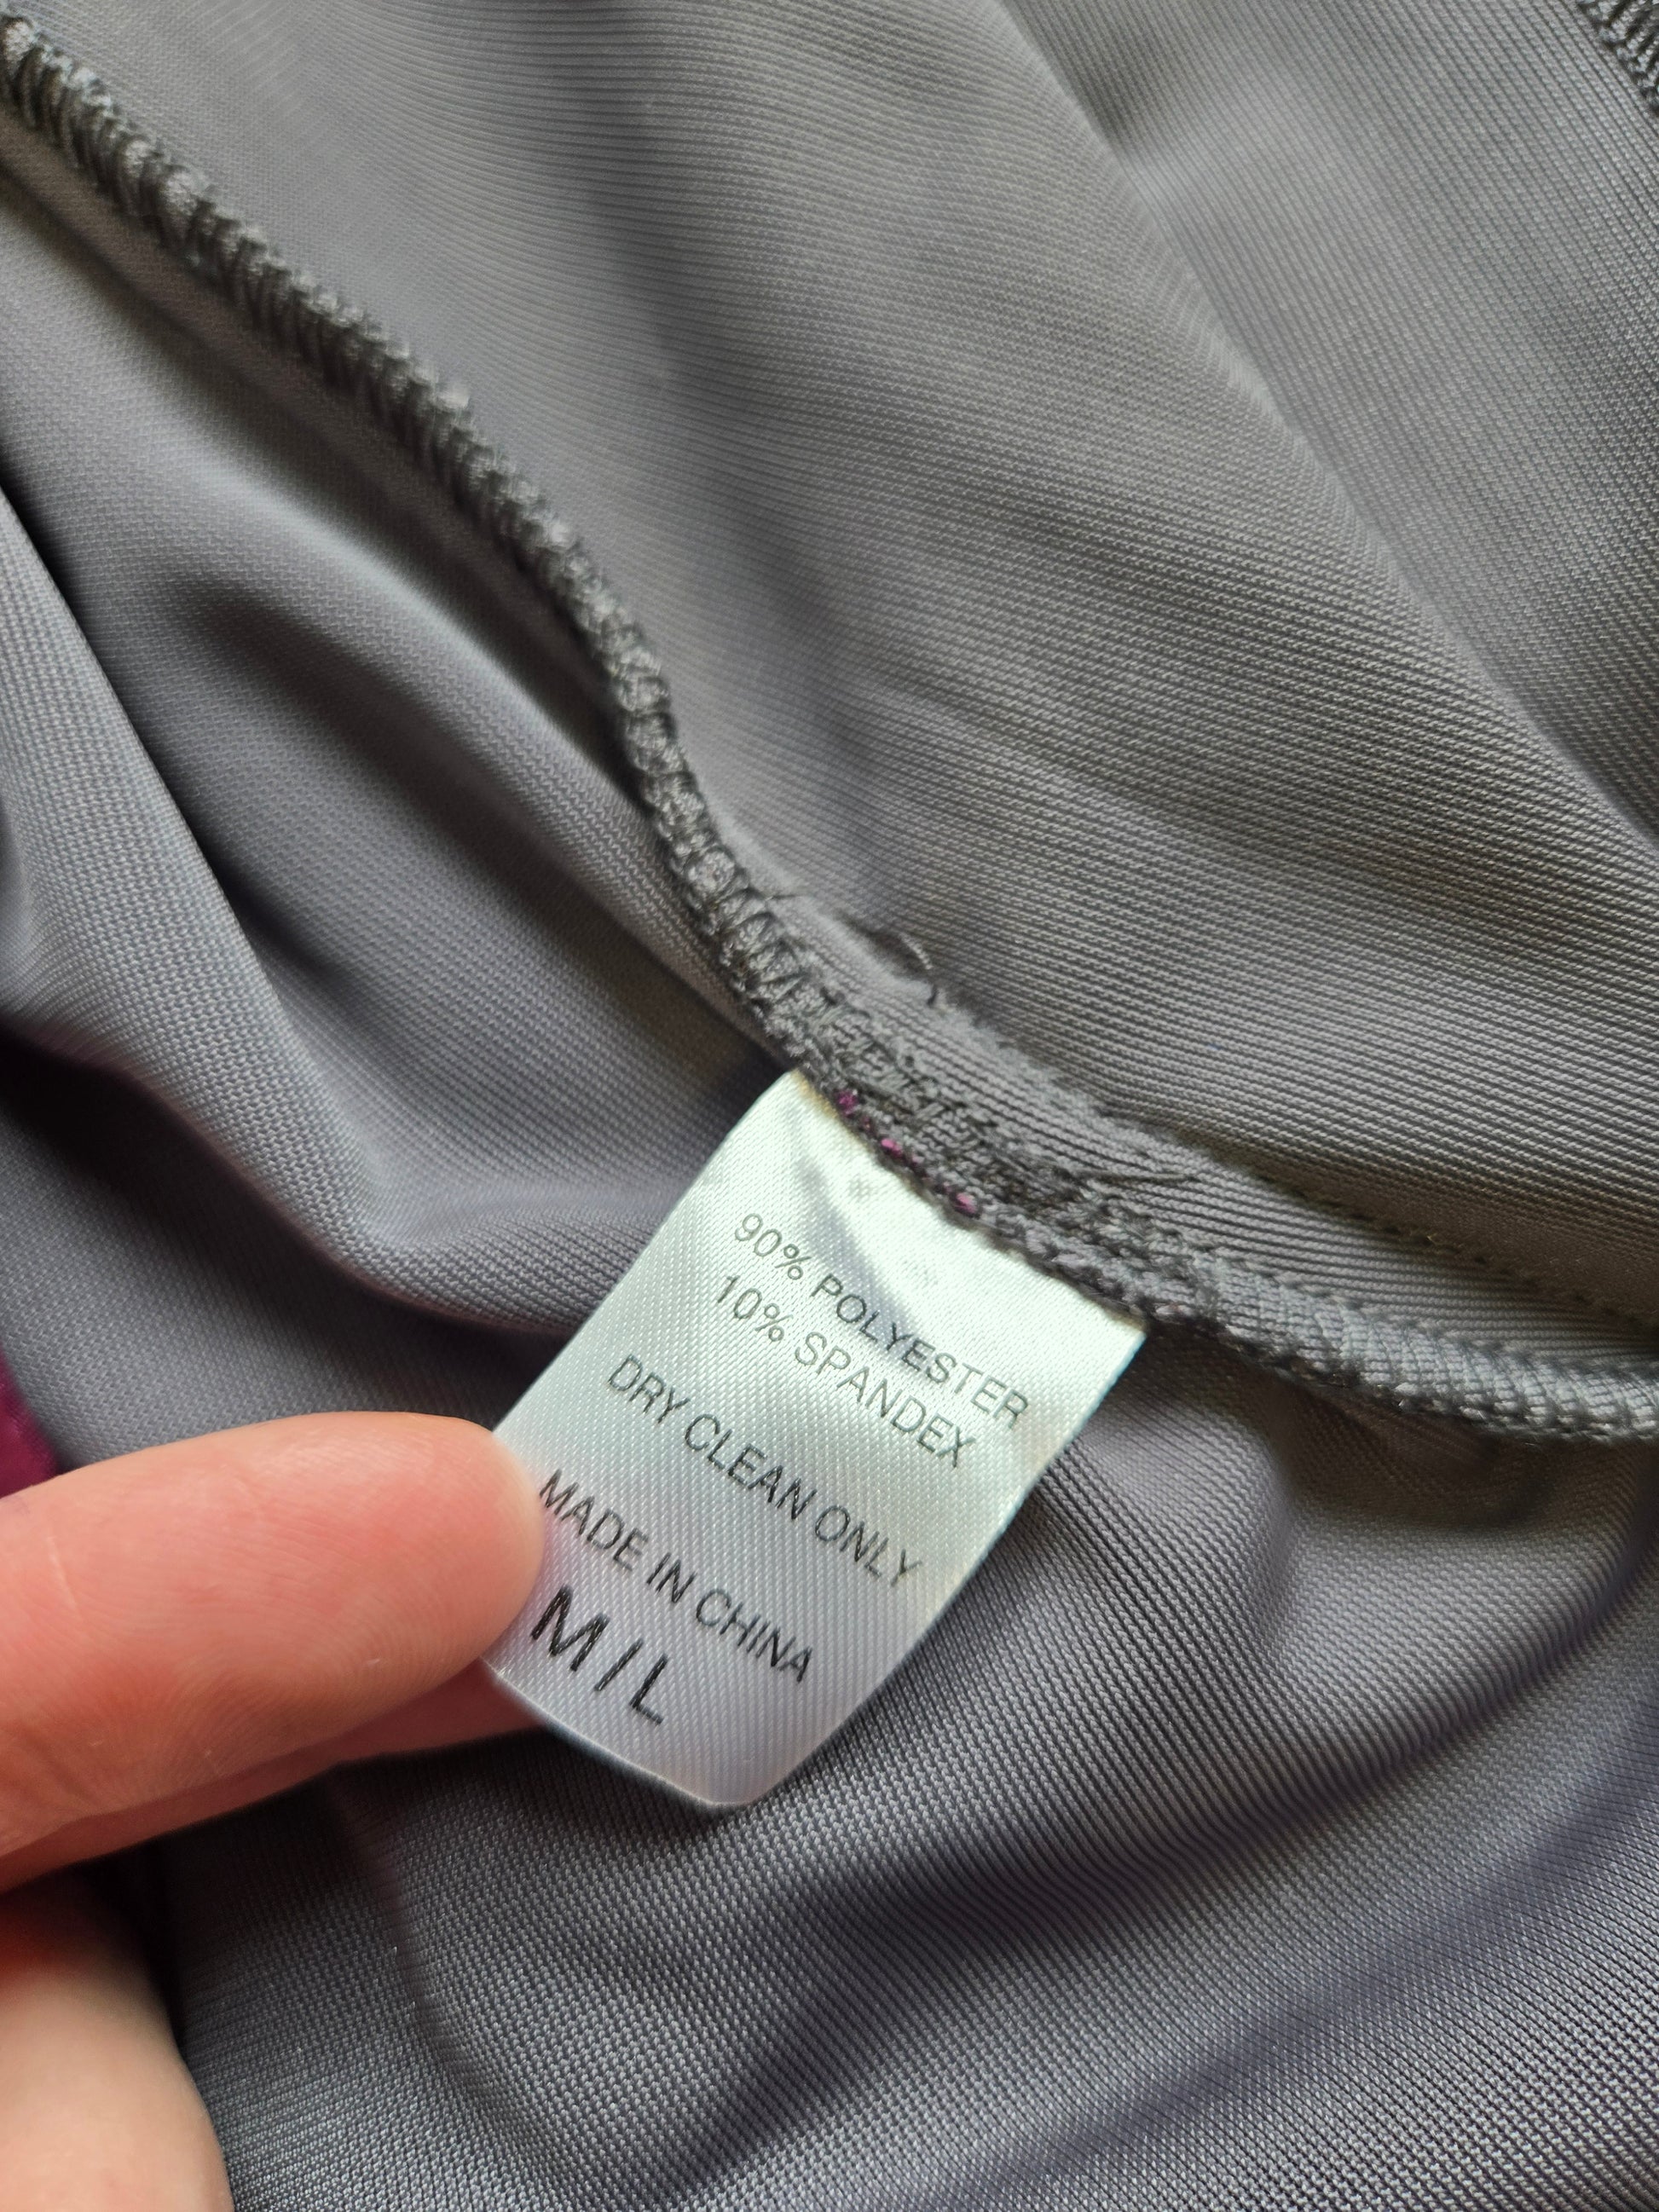 90% POLYESTER
10% SPANDEX
DRY CLEAN ONLY
MADE IN CHINA
M/L